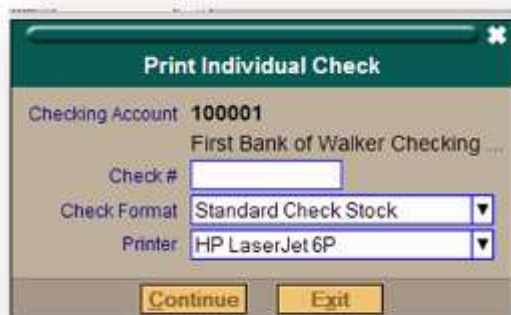 Print Individual Check
Checking Account 100001
First Bank of Walker Checking ...
Check #
Check Format Standard Check Stock
Printer HP LaserJet 6P
Continue Exit